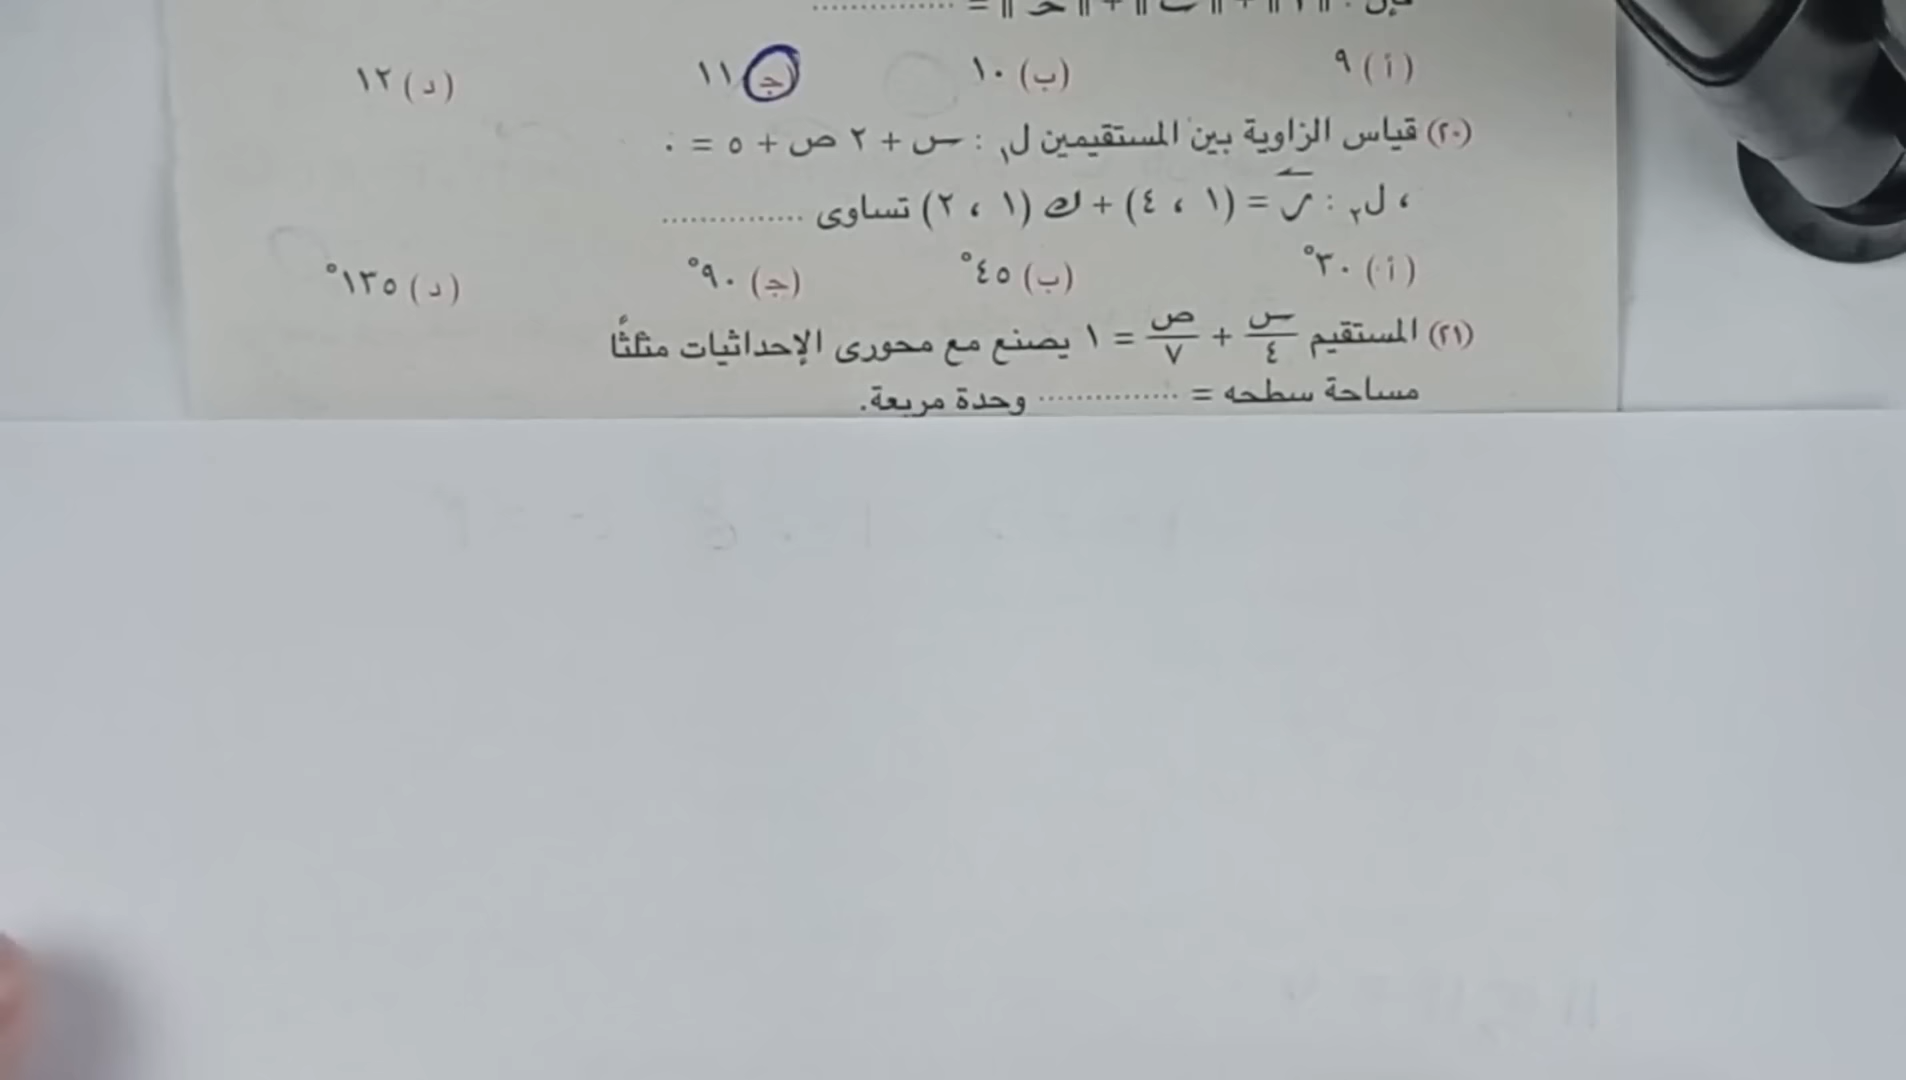 (أ) ٩ (ب) ١٠ (جـ) ١١ (د) ١٢
(٢٠) قياس الزاوية بين المستقيمين ل١ : س + ٢ ص + ٥ = ٠
، ل٢ : ر = (١ ، ٤) + ك (١ ، ٢) تساوى ..............
(أ) ٣٠° (ب) ٤٥° (جـ) ٩٠° (د) ١٣٥°
(٢١) المستقيم س/٤ + ص/٧ = ١ يصنع مع محورى الإحداثيات مثلثًا
مساحة سطحه = .............. وحدة مربعة.